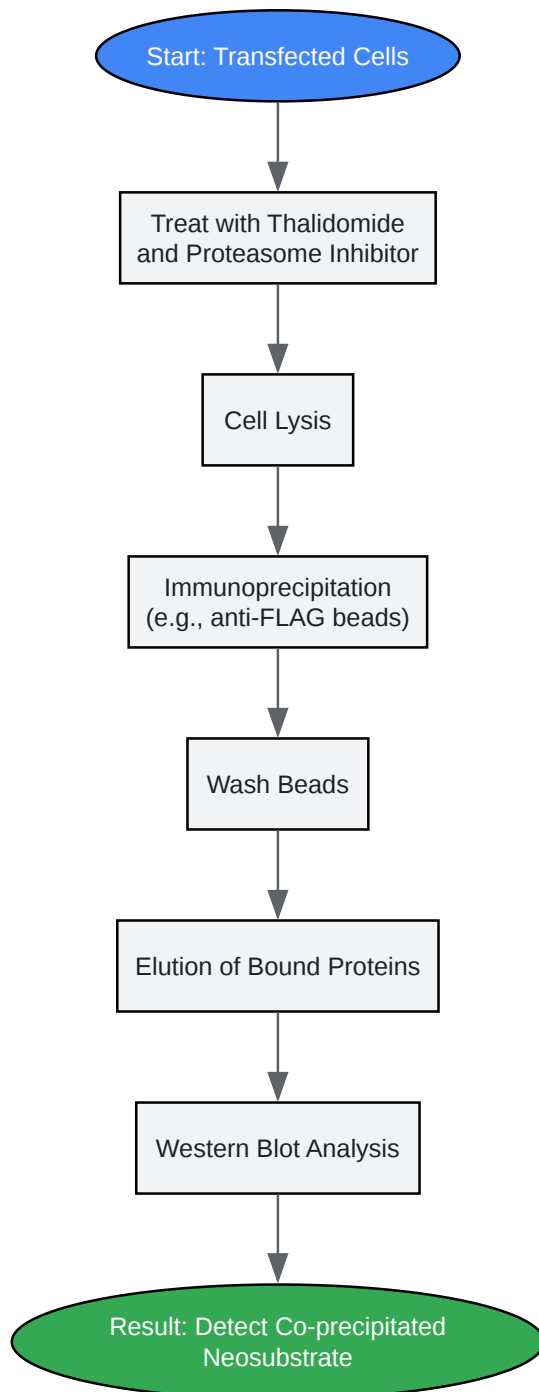 Start: Transfected Cells
Treat with Thalidomide
and Proteasome Inhibitor
Cell Lysis
Immunoprecipitation
(e.g., anti-FLAG beads)
Wash Beads
Elution of Bound Proteins
Western Blot Analysis
Result: Detect Co-precipitated
Neosubstrate